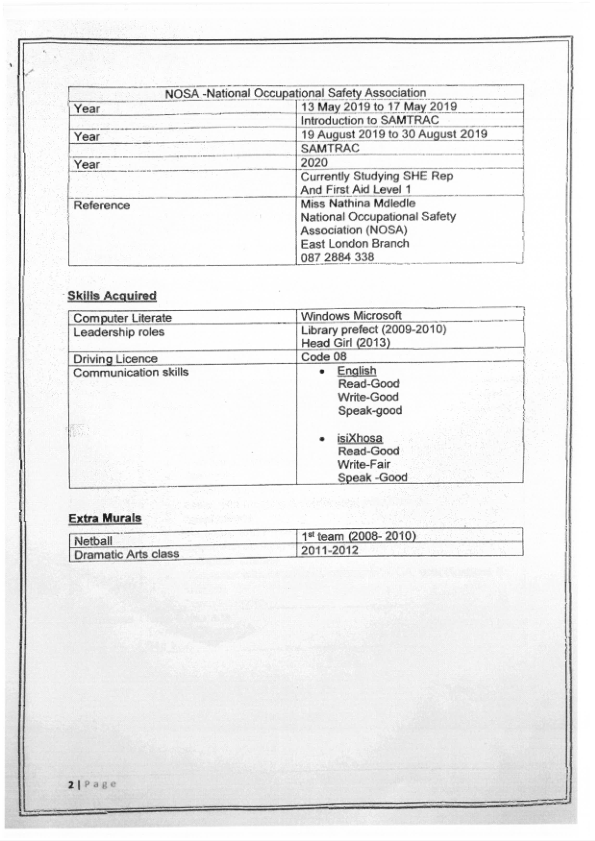 NOSA -National Occupational Safety Association
Year 13 May 2019 to 17 May 2019
Introduction to SAMTRAC
Year 19 August 2019 to 30 August 2019
SAMTRAC
Year 2020
Currently Studying SHE Rep
And First Aid Level 1
Reference Miss Nathina Mdledle
National Occupational Safety
Association (NOSA)
East London Branch
087 2884 338
Skills Acquired
Computer Literate Windows Microsoft
Leadership roles Library prefect (2009-2010)
Head Girl (2013)
Driving Licence Code 08
Communication skills • English
Read-Good
Write-Good
Speak-good
• isiXhosa
Read-Good
Write-Fair
Speak -Good
Extra Murals
Netball 1st team (2008- 2010)
Dramatic Arts class 2011-2012
2 | Page